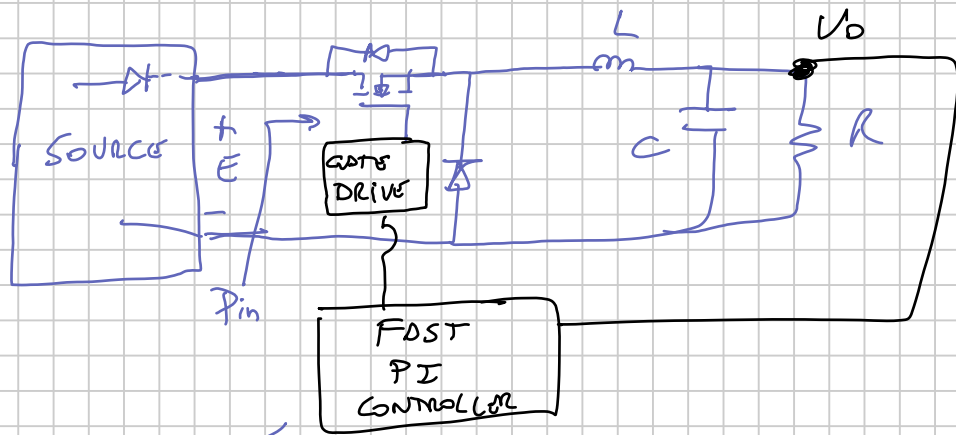 L
Vo
SOURCE
+
E
-
GATE
DRIVE
C
R
Pin
FAST
PI
CONTROLLER